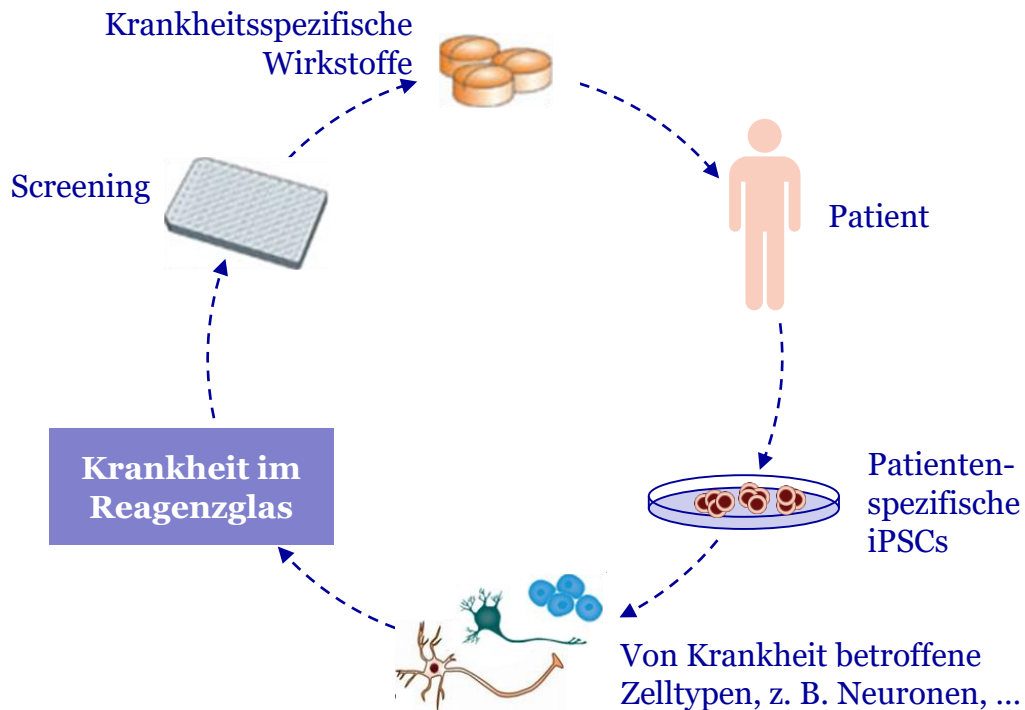 Krankheitsspezifische
Wirkstoffe
Screening
Patient
Krankheit im
Reagenzglas
Patienten-
spezifische
iPSCs
Von Krankheit betroffene
Zelltypen, z. B. Neuronen, ...